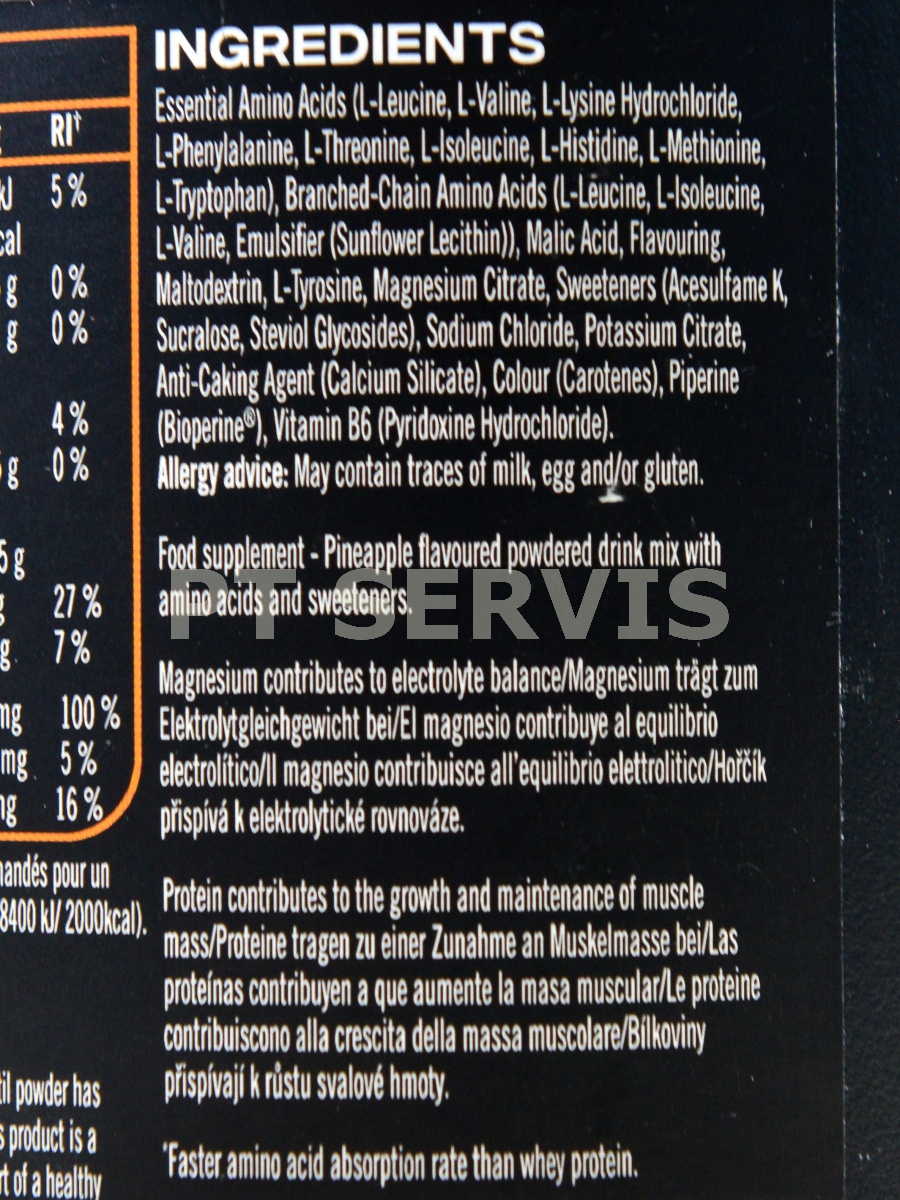 INGREDIENTS
Essential Amino Acids (L-Leucine, L-Valine, L-Lysine Hydrochloride,
L-Phenylalanine, L-Threonine, L-Isoleucine, L-Histidine, L-Methionine,
L-Tryptophan), Branched-Chain Amino Acids (L-Leucine, L-Isoleucine,
L-Valine, Emulsifier (Sunflower Lecithin)), Malic Acid, Flavouring,
Maltodextrin, L-Tyrosine, Magnesium Citrate, Sweeteners (Acesulfame K,
Sucralose, Steviol Glycosides), Sodium Chloride, Potassium Citrate,
Anti-Caking Agent (Calcium Silicate), Colour (Carotenes), Piperine
(Bioperine®), Vitamin B6 (Pyridoxine Hydrochloride).
Allergy advice: May contain traces of milk, egg and/or gluten.
Food supplement - Pineapple flavoured powdered drink mix with
amino acids and sweeteners.
PT SERVIS
Magnesium contributes to electrolyte balance/Magnesium trägt zum
Elektrolytgleichgewicht bei/El magnesio contribuye al equilibrio
electrolítico/Il magnesio contribuisce all'equilibrio elettrolitico/Hořčík
přispívá k elektrolytické rovnováze.
Protein contributes to the growth and maintenance of muscle
mass/Proteine tragen zu einer Zunahme an Muskelmasse bei/Las
proteínas contribuyen a que aumente la masa muscular/Le proteine
contribuiscono alla crescita della massa muscolare/Bílkoviny
přispívají k růstu svalové hmoty.
*Faster amino acid absorption rate than whey protein.
RI†
5 %
g 0 %
g 0 %
4 %
g 0 %
5 g
27 %
7 %
mg 100 %
mg 5 %
16 %
pour un
8400 kJ/ 2000kcal).
powder has
product is a
of a healthy